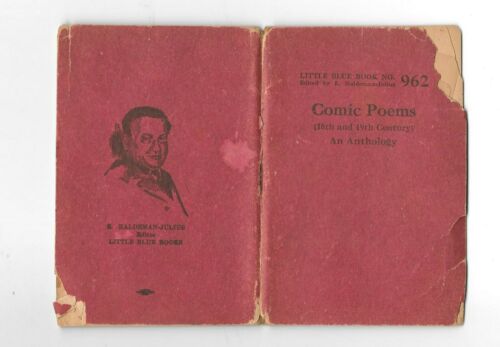 E. HALDEMAN-JULIUS
Editor
LITTLE BLUE BOOKS
LITTLE BLUE BOOK NO. 962
Edited by E. Haldeman-Julius
Comic Poems
(18th and 19th Century)
An Anthology